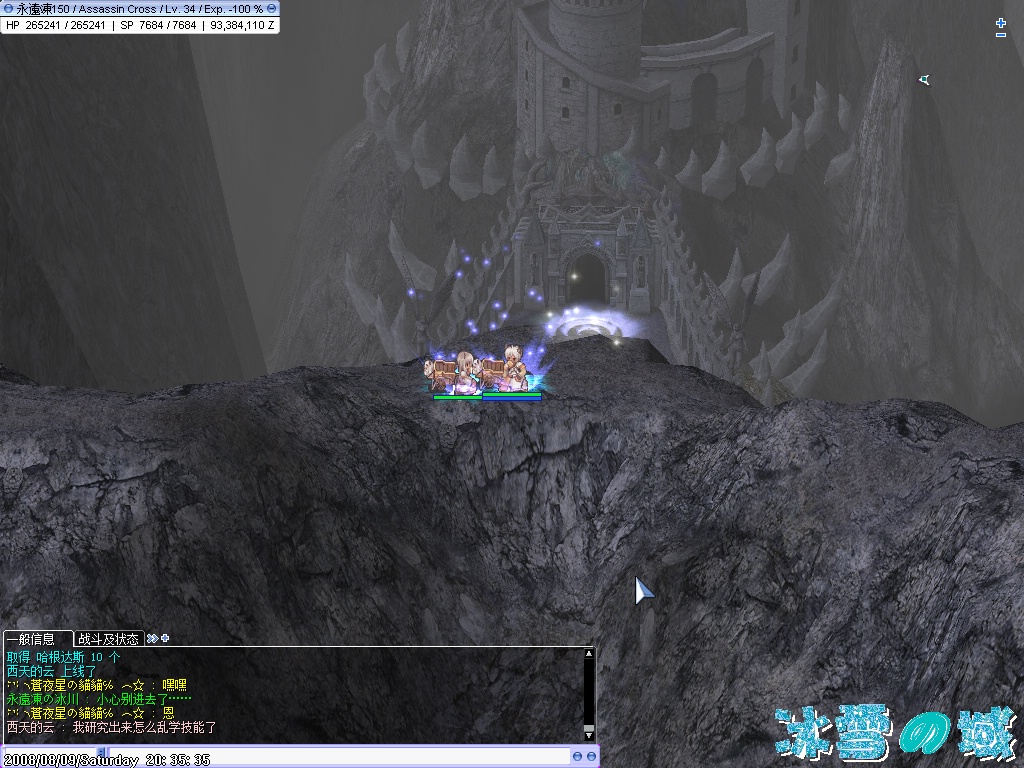 永遠凍150 / Assassin Cross / Lv. 34 / Exp. -100 %
HP 265241 / 265241 | SP 7684 / 7684 | 93,384,110 Z
一般信息 战斗及状态
取得 哈根达斯 10 个
西天的云 上线了
蒼夜星の貓貓℅ ︵☆ : 嘿嘿
永遠凍の冰川 : 小心别进去了……
蒼夜星の貓貓℅ ︵☆ : 恩
西天的云 : 我研究出来怎么乱学技能了
2008/08/09/Saturday 20:35:35
冰雪の城